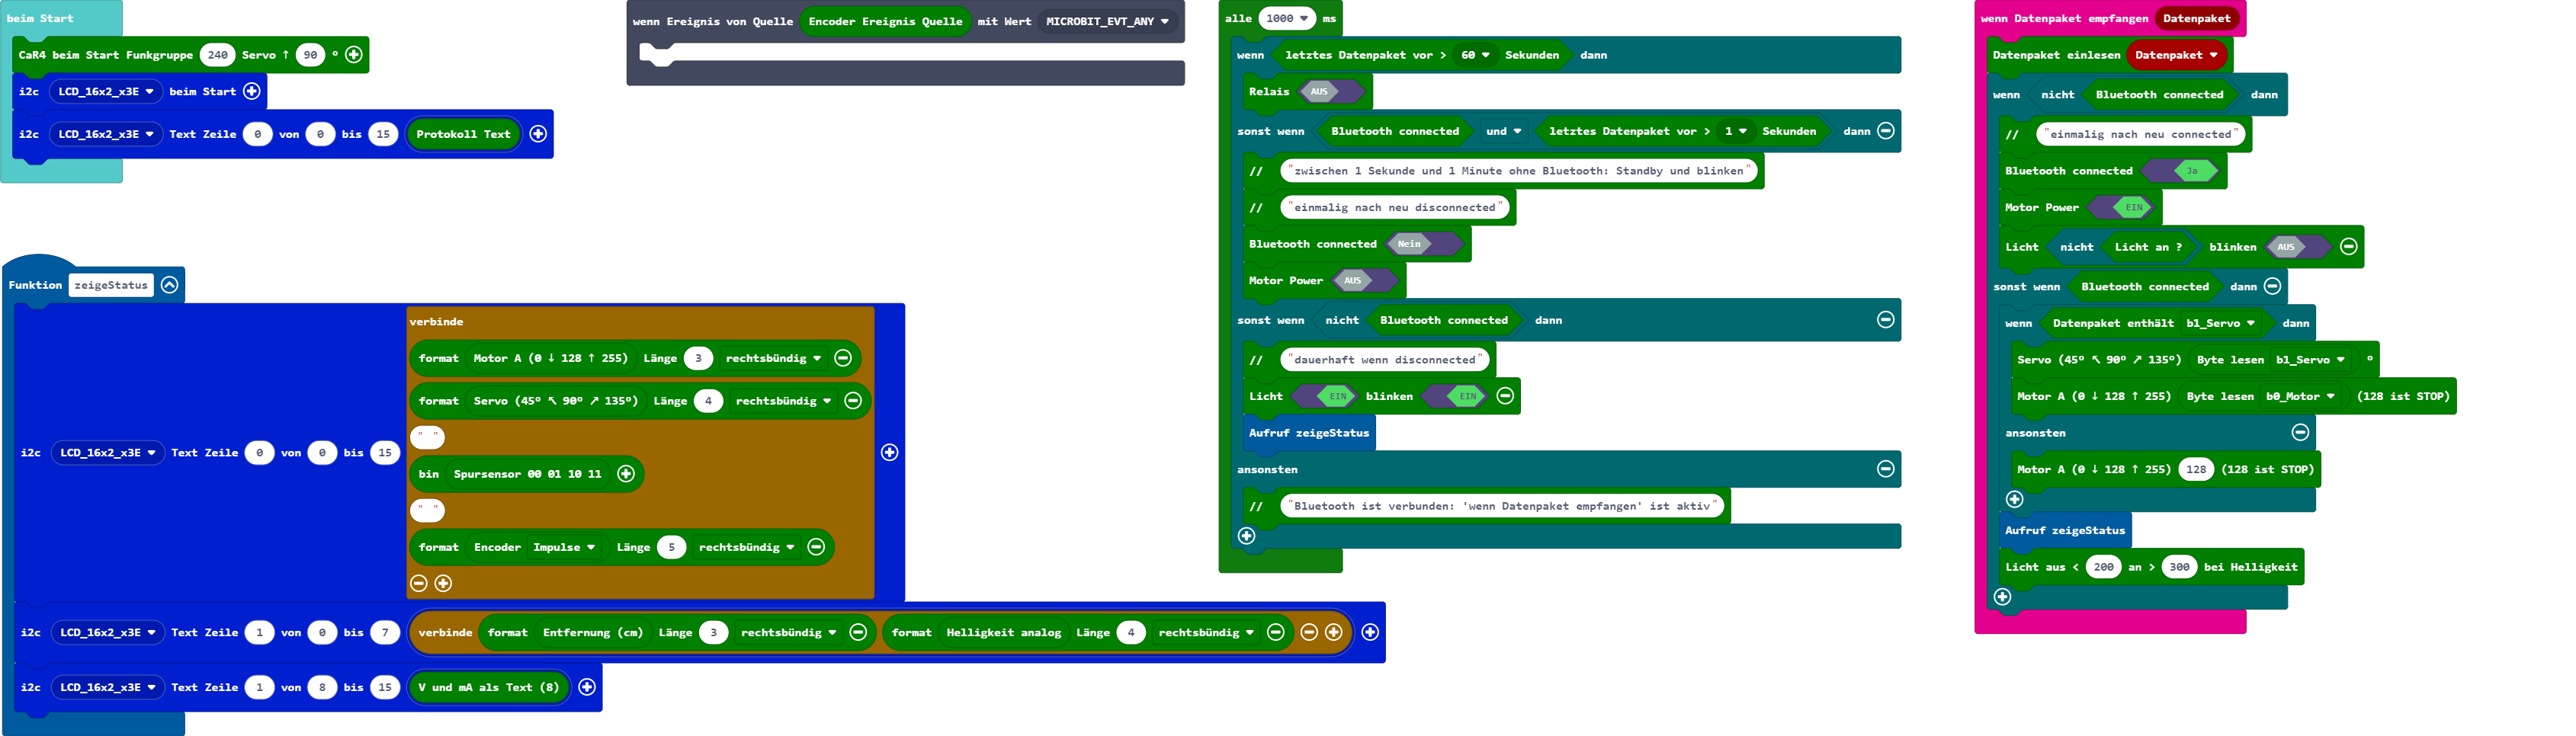 beim Start
CaR4 beim Start Funkgruppe 240 Servo ↑ 90 °
i2c LCD_16x2_x3E beim Start
i2c LCD_16x2_x3E Text Zeile 0 von 0 bis 15 Protokoll Text
Funktion zeigeStatus
i2c LCD_16x2_x3E Text Zeile 0 von 0 bis 15
verbinde
format Motor A (0 ↓ 128 ↑ 255) Länge 3 rechtsbündig
format Servo (45° ↖ 90° ↗ 135°) Länge 4 rechtsbündig
" "
bin Spursensor 00 01 10 11
" "
format Encoder Impulse Länge 5 rechtsbündig
i2c LCD_16x2_x3E Text Zeile 1 von 0 bis 7 verbinde format Entfernung (cm) Länge 3 rechtsbündig format Helligkeit analog Länge 4 rechtsbündig
i2c LCD_16x2_x3E Text Zeile 1 von 8 bis 15 V und mA als Text (8)
wenn Ereignis von Quelle Encoder Ereignis Quelle mit Wert MICROBIT_EVT_ANY
alle 1000 ms
wenn letztes Datenpaket vor > 60 Sekunden dann
Relais AUS
sonst wenn Bluetooth connected und letztes Datenpaket vor > 1 Sekunden dann
// "zwischen 1 Sekunde und 1 Minute ohne Bluetooth: Standby und blinken"
// "einmalig nach neu disconnected"
Bluetooth connected Nein
Motor Power AUS
sonst wenn nicht Bluetooth connected dann
// "dauerhaft wenn disconnected"
Licht EIN blinken EIN
Aufruf zeigeStatus
ansonsten
// "Bluetooth ist verbunden: 'wenn Datenpaket empfangen' ist aktiv"
wenn Datenpaket empfangen Datenpaket
Datenpaket einlesen Datenpaket
wenn nicht Bluetooth connected dann
// "einmalig nach neu connected"
Bluetooth connected Ja
Motor Power EIN
Licht nicht Licht an ? blinken AUS
sonst wenn Bluetooth connected dann
wenn Datenpaket enthält b1_Servo dann
Servo (45° ↖ 90° ↗ 135°) Byte lesen b1_Servo °
Motor A (0 ↓ 128 ↑ 255) Byte lesen b0_Motor (128 ist STOP)
ansonsten
Motor A (0 ↓ 128 ↑ 255) 128 (128 ist STOP)
Aufruf zeigeStatus
Licht aus < 200 an > 300 bei Helligkeit